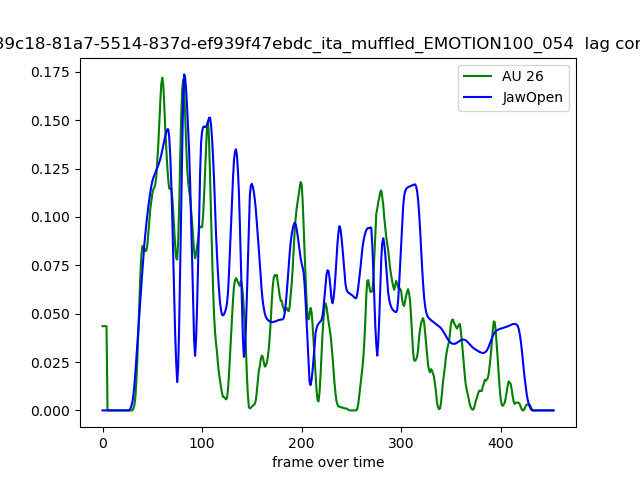 39c18-81a7-5514-837d-ef939f47ebdc_ita_muffled_EMOTION100_054  lag cor
AU 26
JawOpen
0.175
0.150
0.125
0.100
0.075
0.050
0.025
0.000
0 100 200 300 400
frame over time